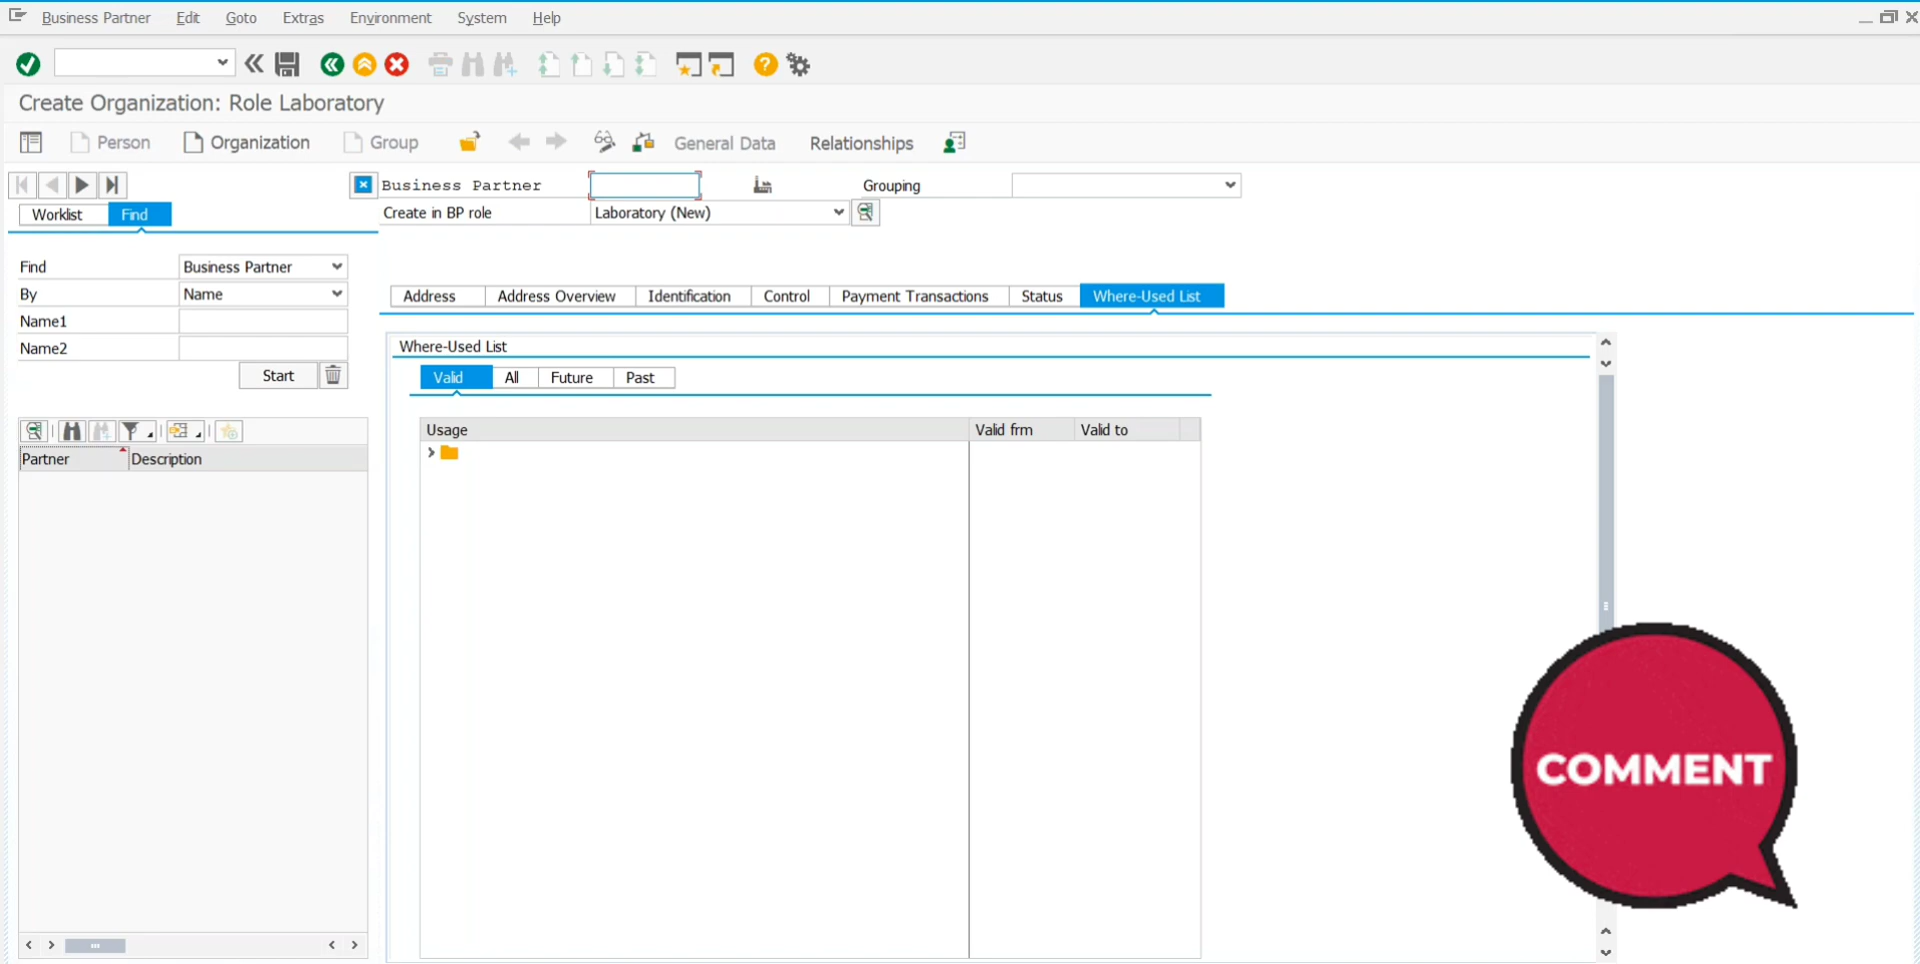 Business Partner Edit Goto Extras Environment System Help
Create Organization: Role Laboratory
Person Organization Group General Data Relationships
Business Partner Grouping
Worklist Find
Create in BP role Laboratory (New)
Find Business Partner
By Name
Name1
Name2
Start
Partner Description
Address Address Overview Identification Control Payment Transactions Status Where-Used List
Where-Used List
Valid All Future Past
Usage Valid frm Valid to
COMMENT